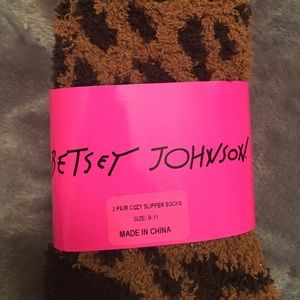 BETSEY JOHNSON.
2 PAIR COZY SLIPPER SOCKS
SIZE: 9-11
MADE IN CHINA